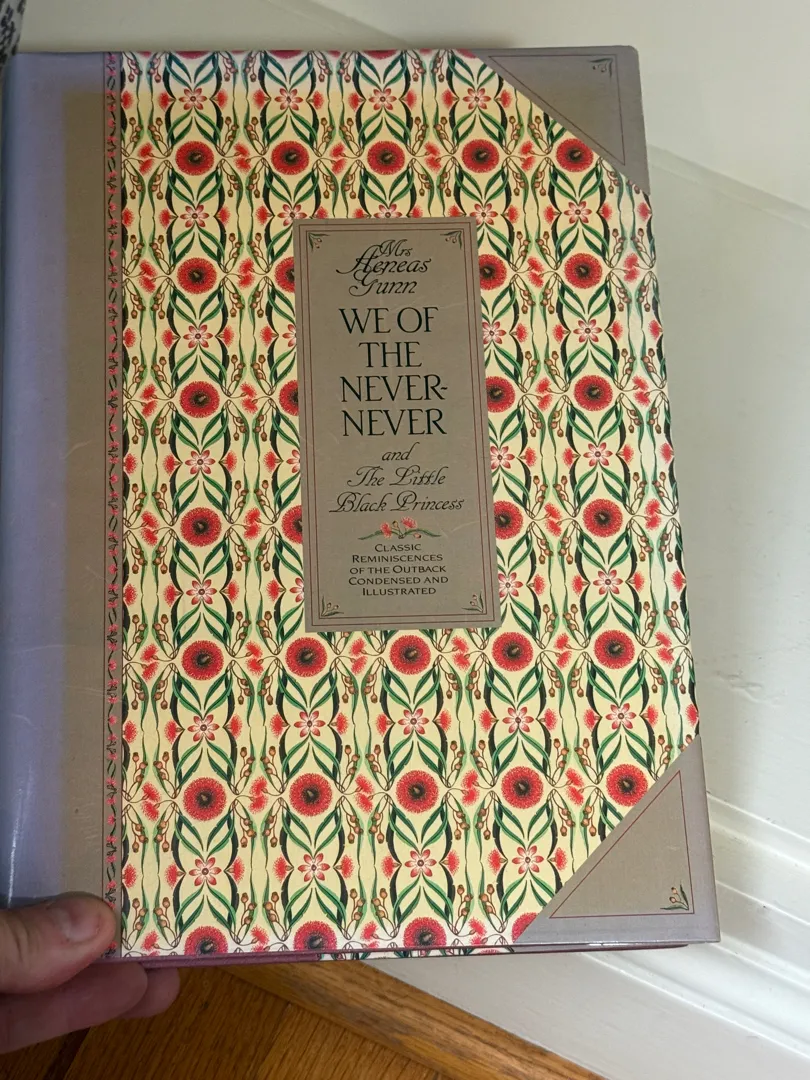 Mrs
Aeneas
Gunn
WE OF
THE
NEVER-
NEVER
and
The Little
Black Princess
CLASSIC
REMINISCENCES
OF THE OUTBACK
CONDENSED AND
ILLUSTRATED